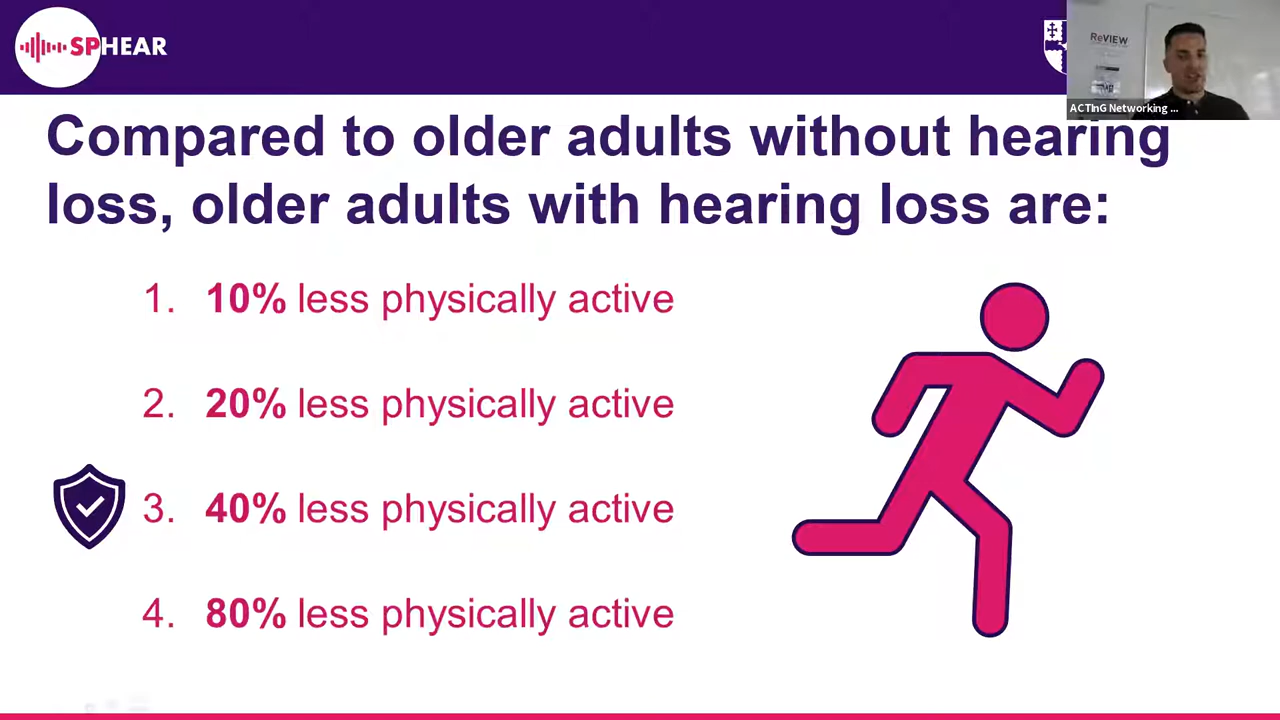 SPHEAR
ReVIEW
ACTInG Networking ...
Compared to older adults without hearing
loss, older adults with hearing loss are:
1. 10% less physically active
2. 20% less physically active
3. 40% less physically active
4. 80% less physically active